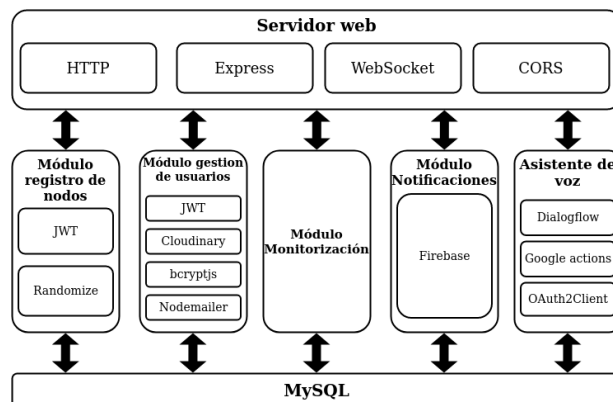 Servidor web
HTTP
Express
WebSocket
CORS
Módulo
registro de
nodos
JWT
Randomize
Módulo gestion
de usuarios
JWT
Cloudinary
bcryptjs
Nodemailer
Módulo
Monitorización
Módulo
Notificaciones
Firebase
Asistente de
voz
Dialogflow
Google actions
OAuth2Client
MySQL